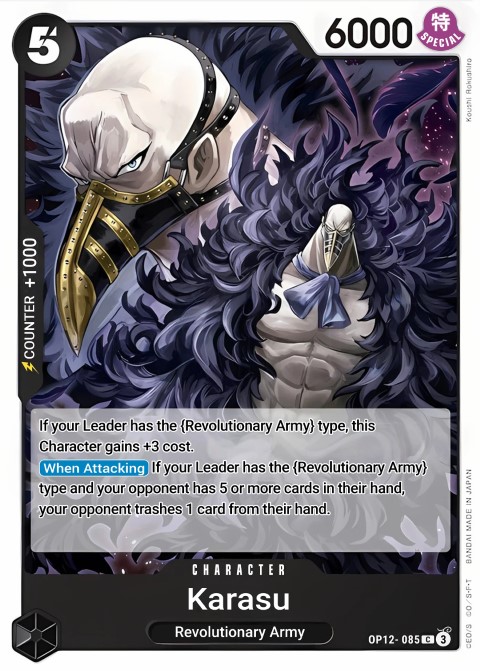 5
6000
特
SPECIAL
Koushi Rokushiro
COUNTER +1000
If your Leader has the {Revolutionary Army} type, this
Character gains +3 cost.
When Attacking If your Leader has the {Revolutionary Army}
type and your opponent has 5 or more cards in their hand,
your opponent trashes 1 card from their hand.
CHARACTER
Karasu
Revolutionary Army
OP12-085 C 3
©E.O/S. ©O/S・F・T BANDAI MADE IN JAPAN